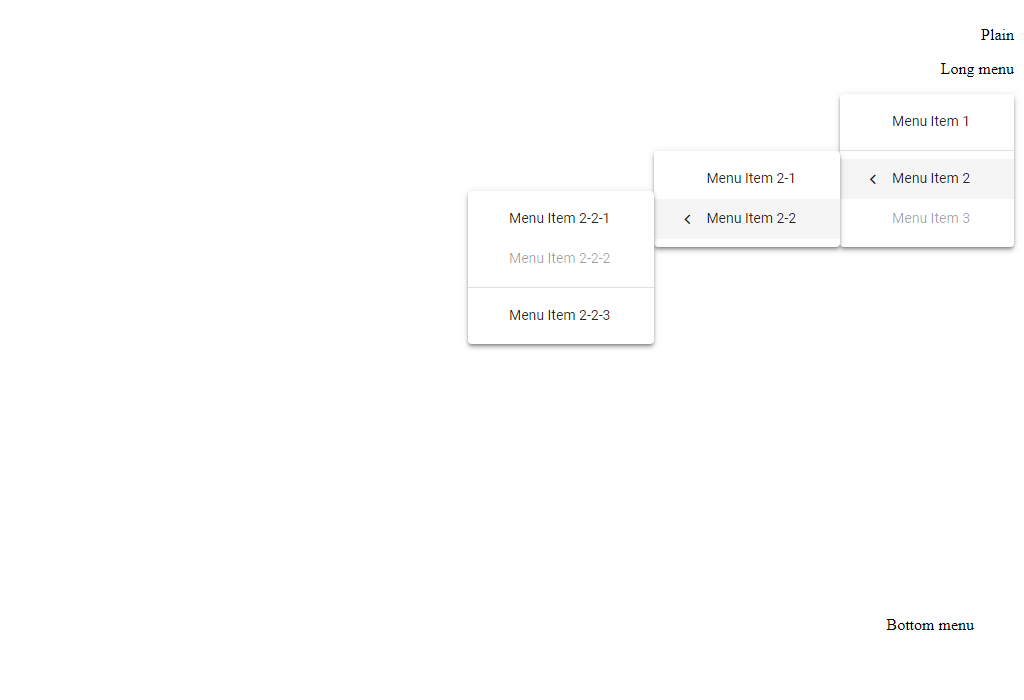 Plain
Long menu
Menu Item 1
Menu Item 2
Menu Item 3
Menu Item 2-1
Menu Item 2-2
Menu Item 2-2-1
Menu Item 2-2-2
Menu Item 2-2-3
Bottom menu